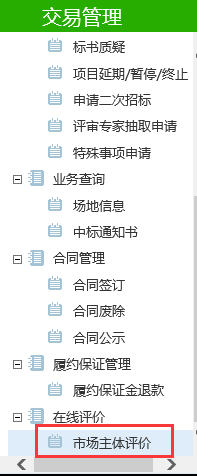 交易管理
标书质疑
项目延期/暂停/终止
申请二次招标
评审专家抽取申请
特殊事项申请
业务查询
场地信息
中标通知书
合同管理
合同签订
合同废除
合同公示
履约保证管理
履约保证金退款
在线评价
市场主体评价